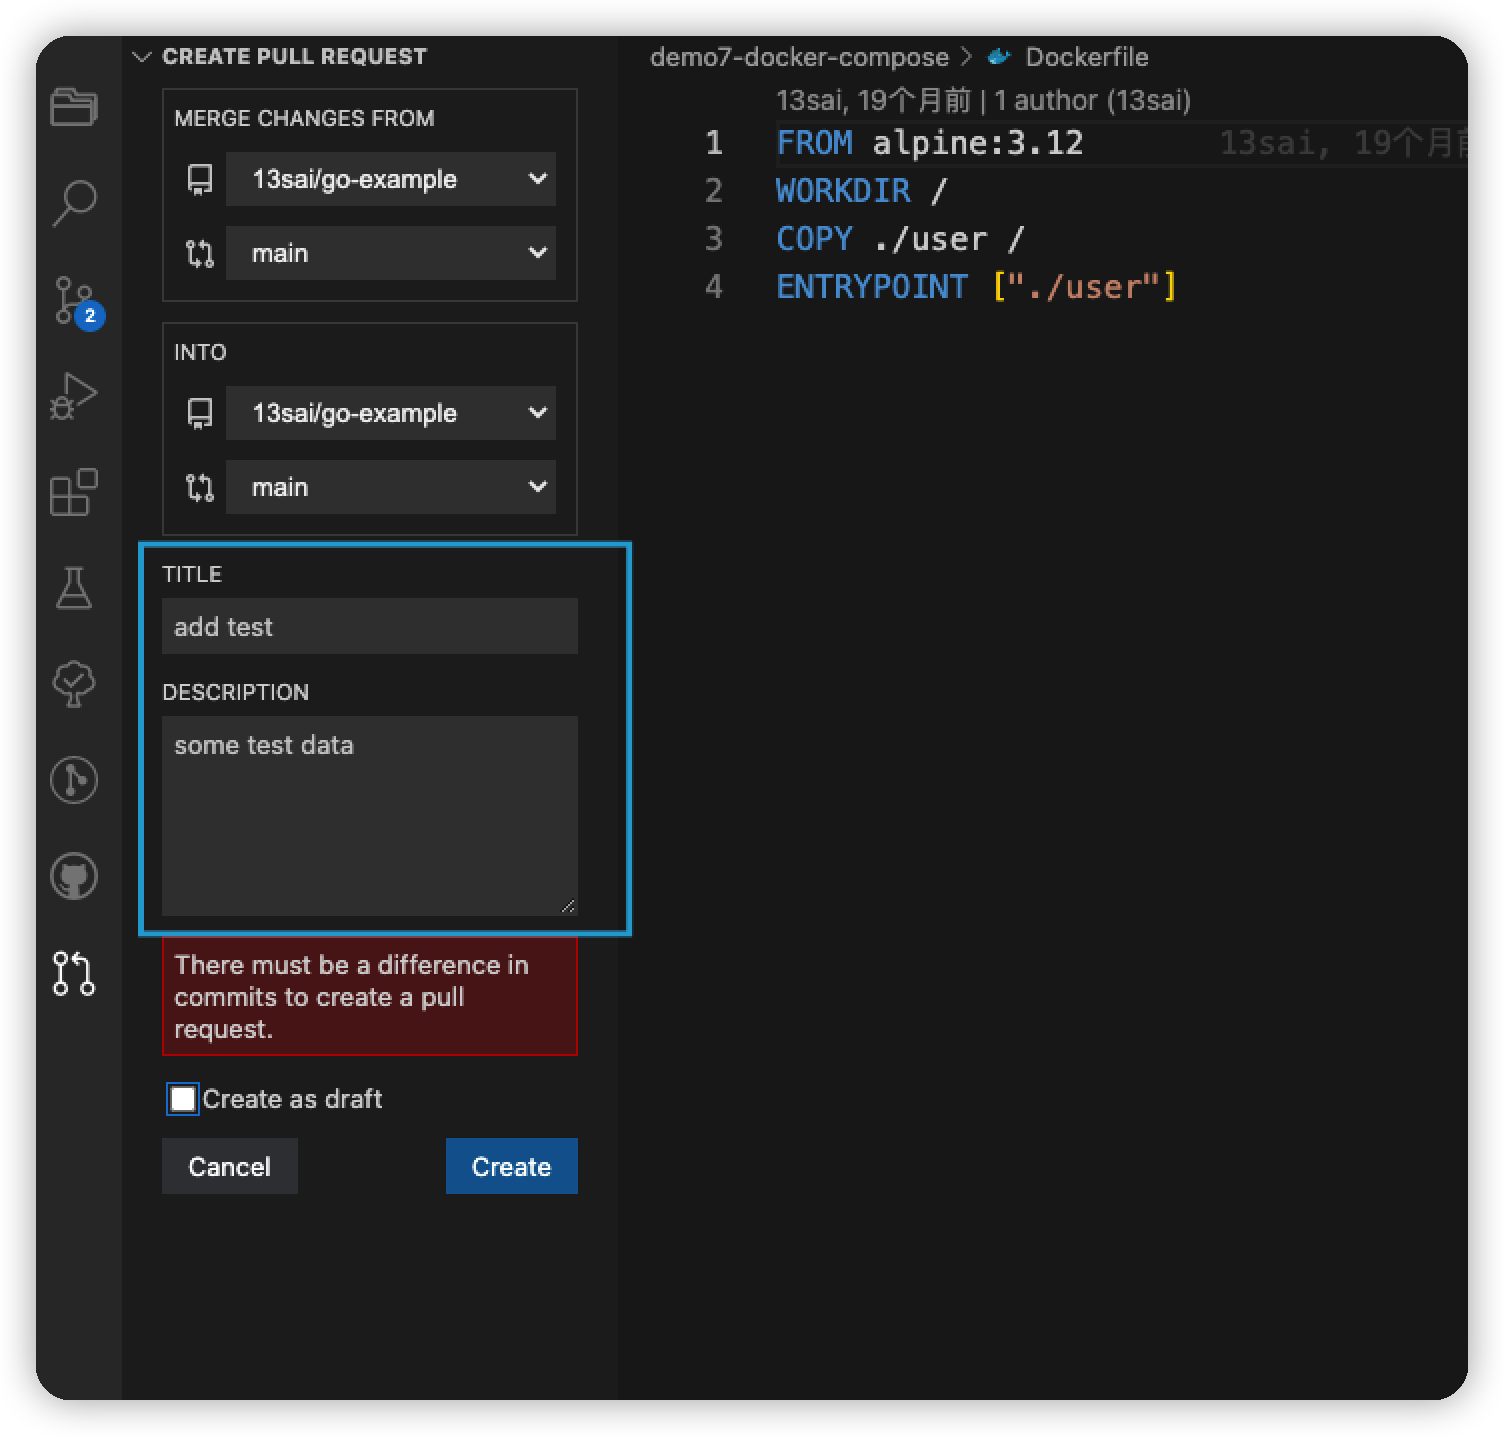 CREATE PULL REQUEST
MERGE CHANGES FROM
13sai/go-example
main
INTO
13sai/go-example
main
TITLE
add test
DESCRIPTION
some test data
There must be a difference in
commits to create a pull
request.
Create as draft
Cancel
Create
2
demo7-docker-compose > Dockerfile
13sai, 19个月前 | 1 author (13sai)
1 FROM alpine:3.12 13sai, 19个月前
2 WORKDIR /
3 COPY ./user /
4 ENTRYPOINT ["./user"]